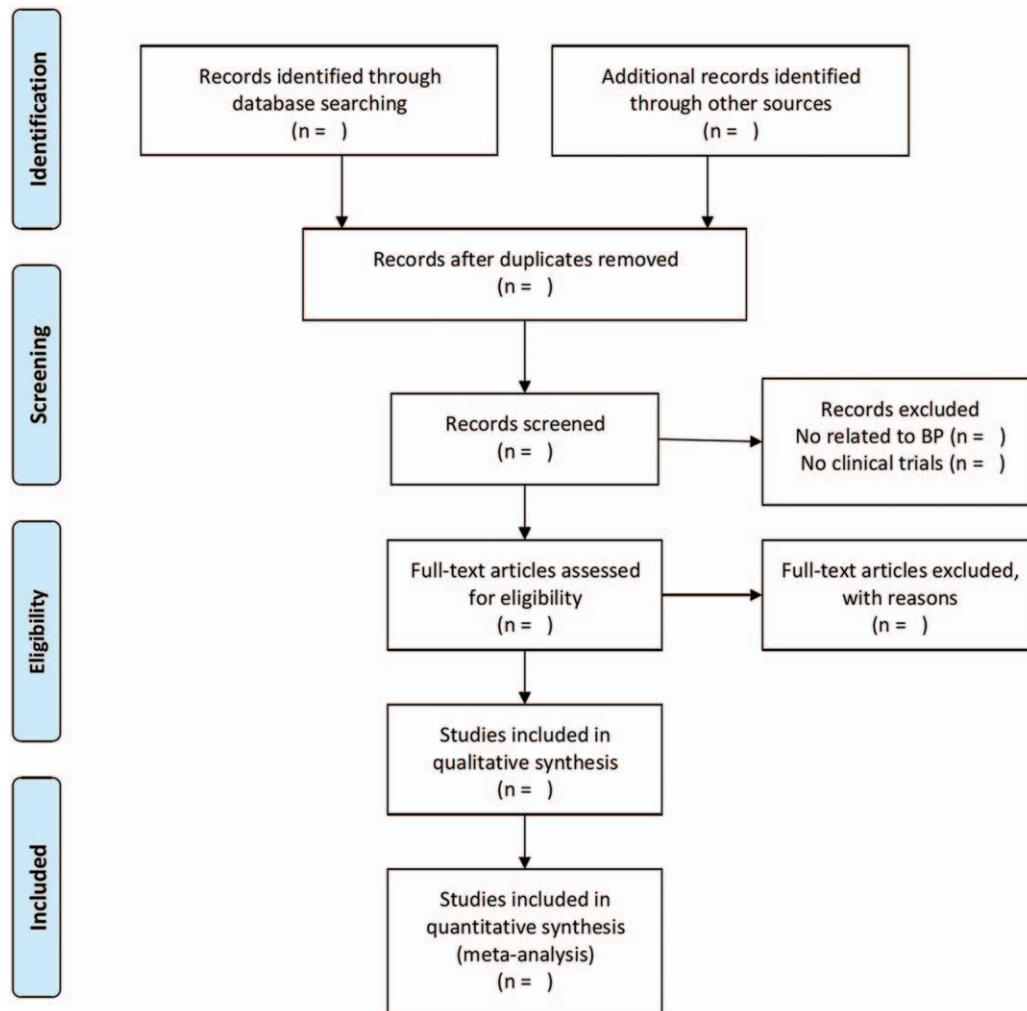 Identification
Records identified through
database searching
(n =   )
Additional records identified
through other sources
(n =   )
Records after duplicates removed
(n =   )
Screening
Records screened
(n =   )
Records excluded
No related to BP (n =   )
No clinical trials (n =   )
Eligibility
Full-text articles assessed
for eligibility
(n =   )
Full-text articles excluded,
with reasons
(n =   )
Studies included in
qualitative synthesis
(n =   )
Included
Studies included in
quantitative synthesis
(meta-analysis)
(n =   )